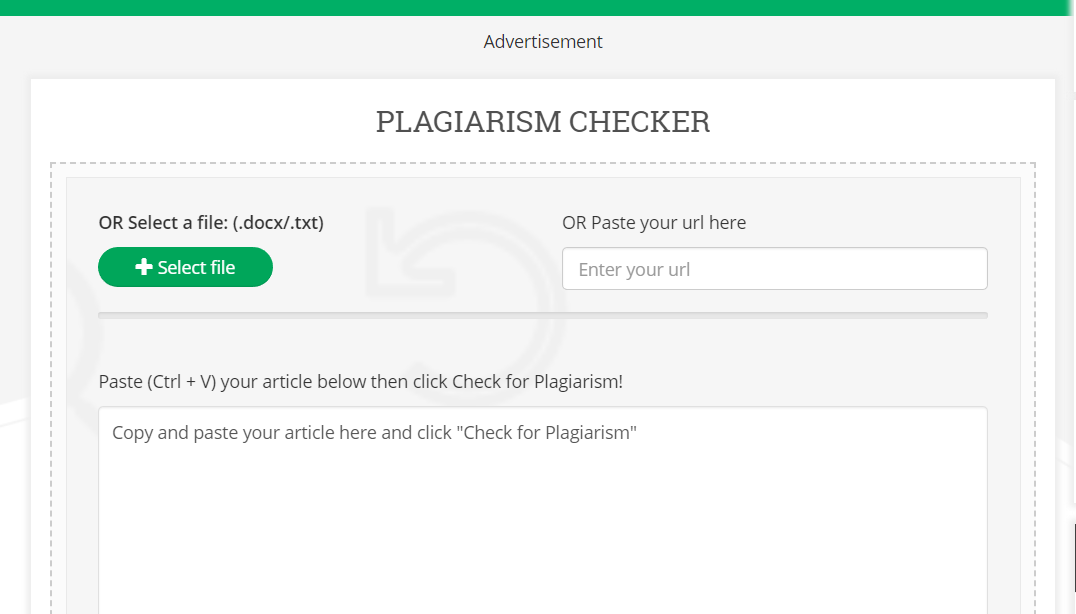 Advertisement
PLAGIARISM CHECKER
OR Select a file: (.docx/.txt)
OR Paste your url here
Select file
Enter your url
Paste (Ctrl + V) your article below then click Check for Plagiarism!
Copy and paste your article here and click "Check for Plagiarism"